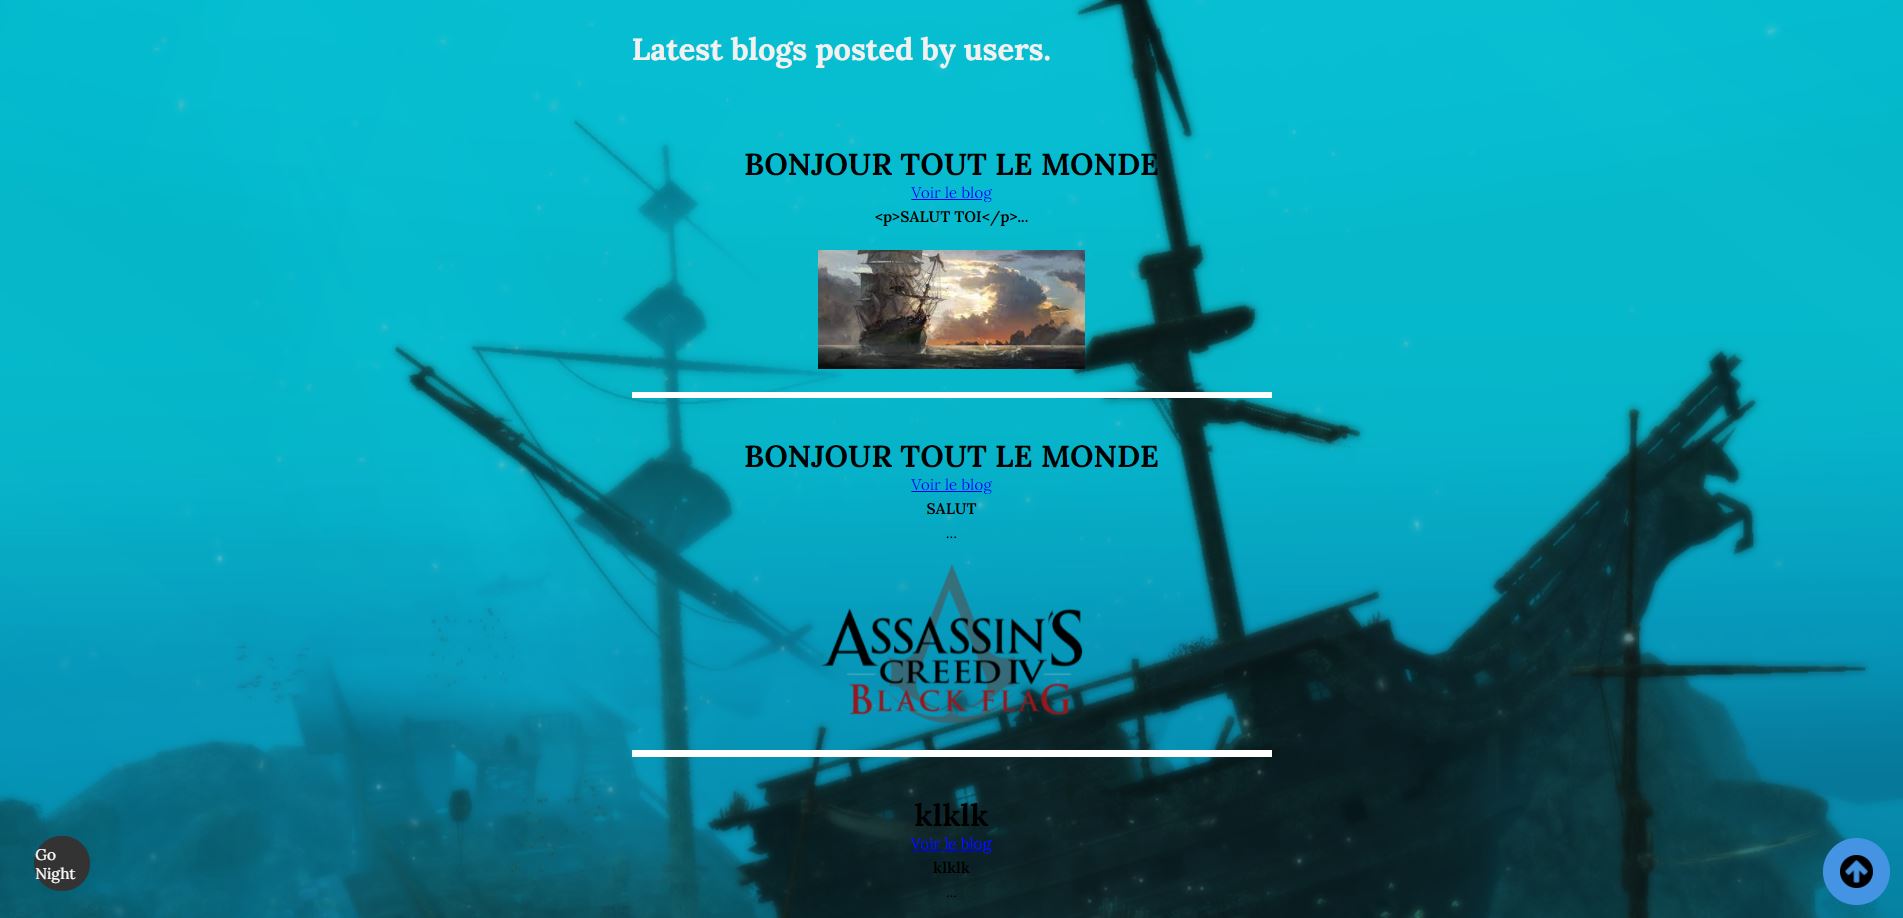 Latest blogs posted by users.
BONJOUR TOUT LE MONDE
Voir le blog
<p>SALUT TOI</p>...
BONJOUR TOUT LE MONDE
Voir le blog
SALUT
...
ASSASSIN'S
CREED IV
BLACK FLAG
klklk
Voir le blog
klklk
...
Go
Night